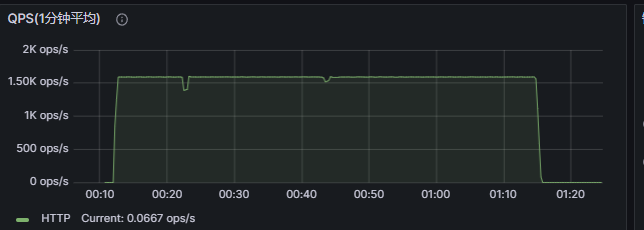 QPS(1分钟平均)
2K ops/s
1.50K ops/s
1K ops/s
500 ops/s
0 ops/s
00:10 00:20 00:30 00:40 00:50 01:00 01:10 01:20
HTTP Current: 0.0667 ops/s